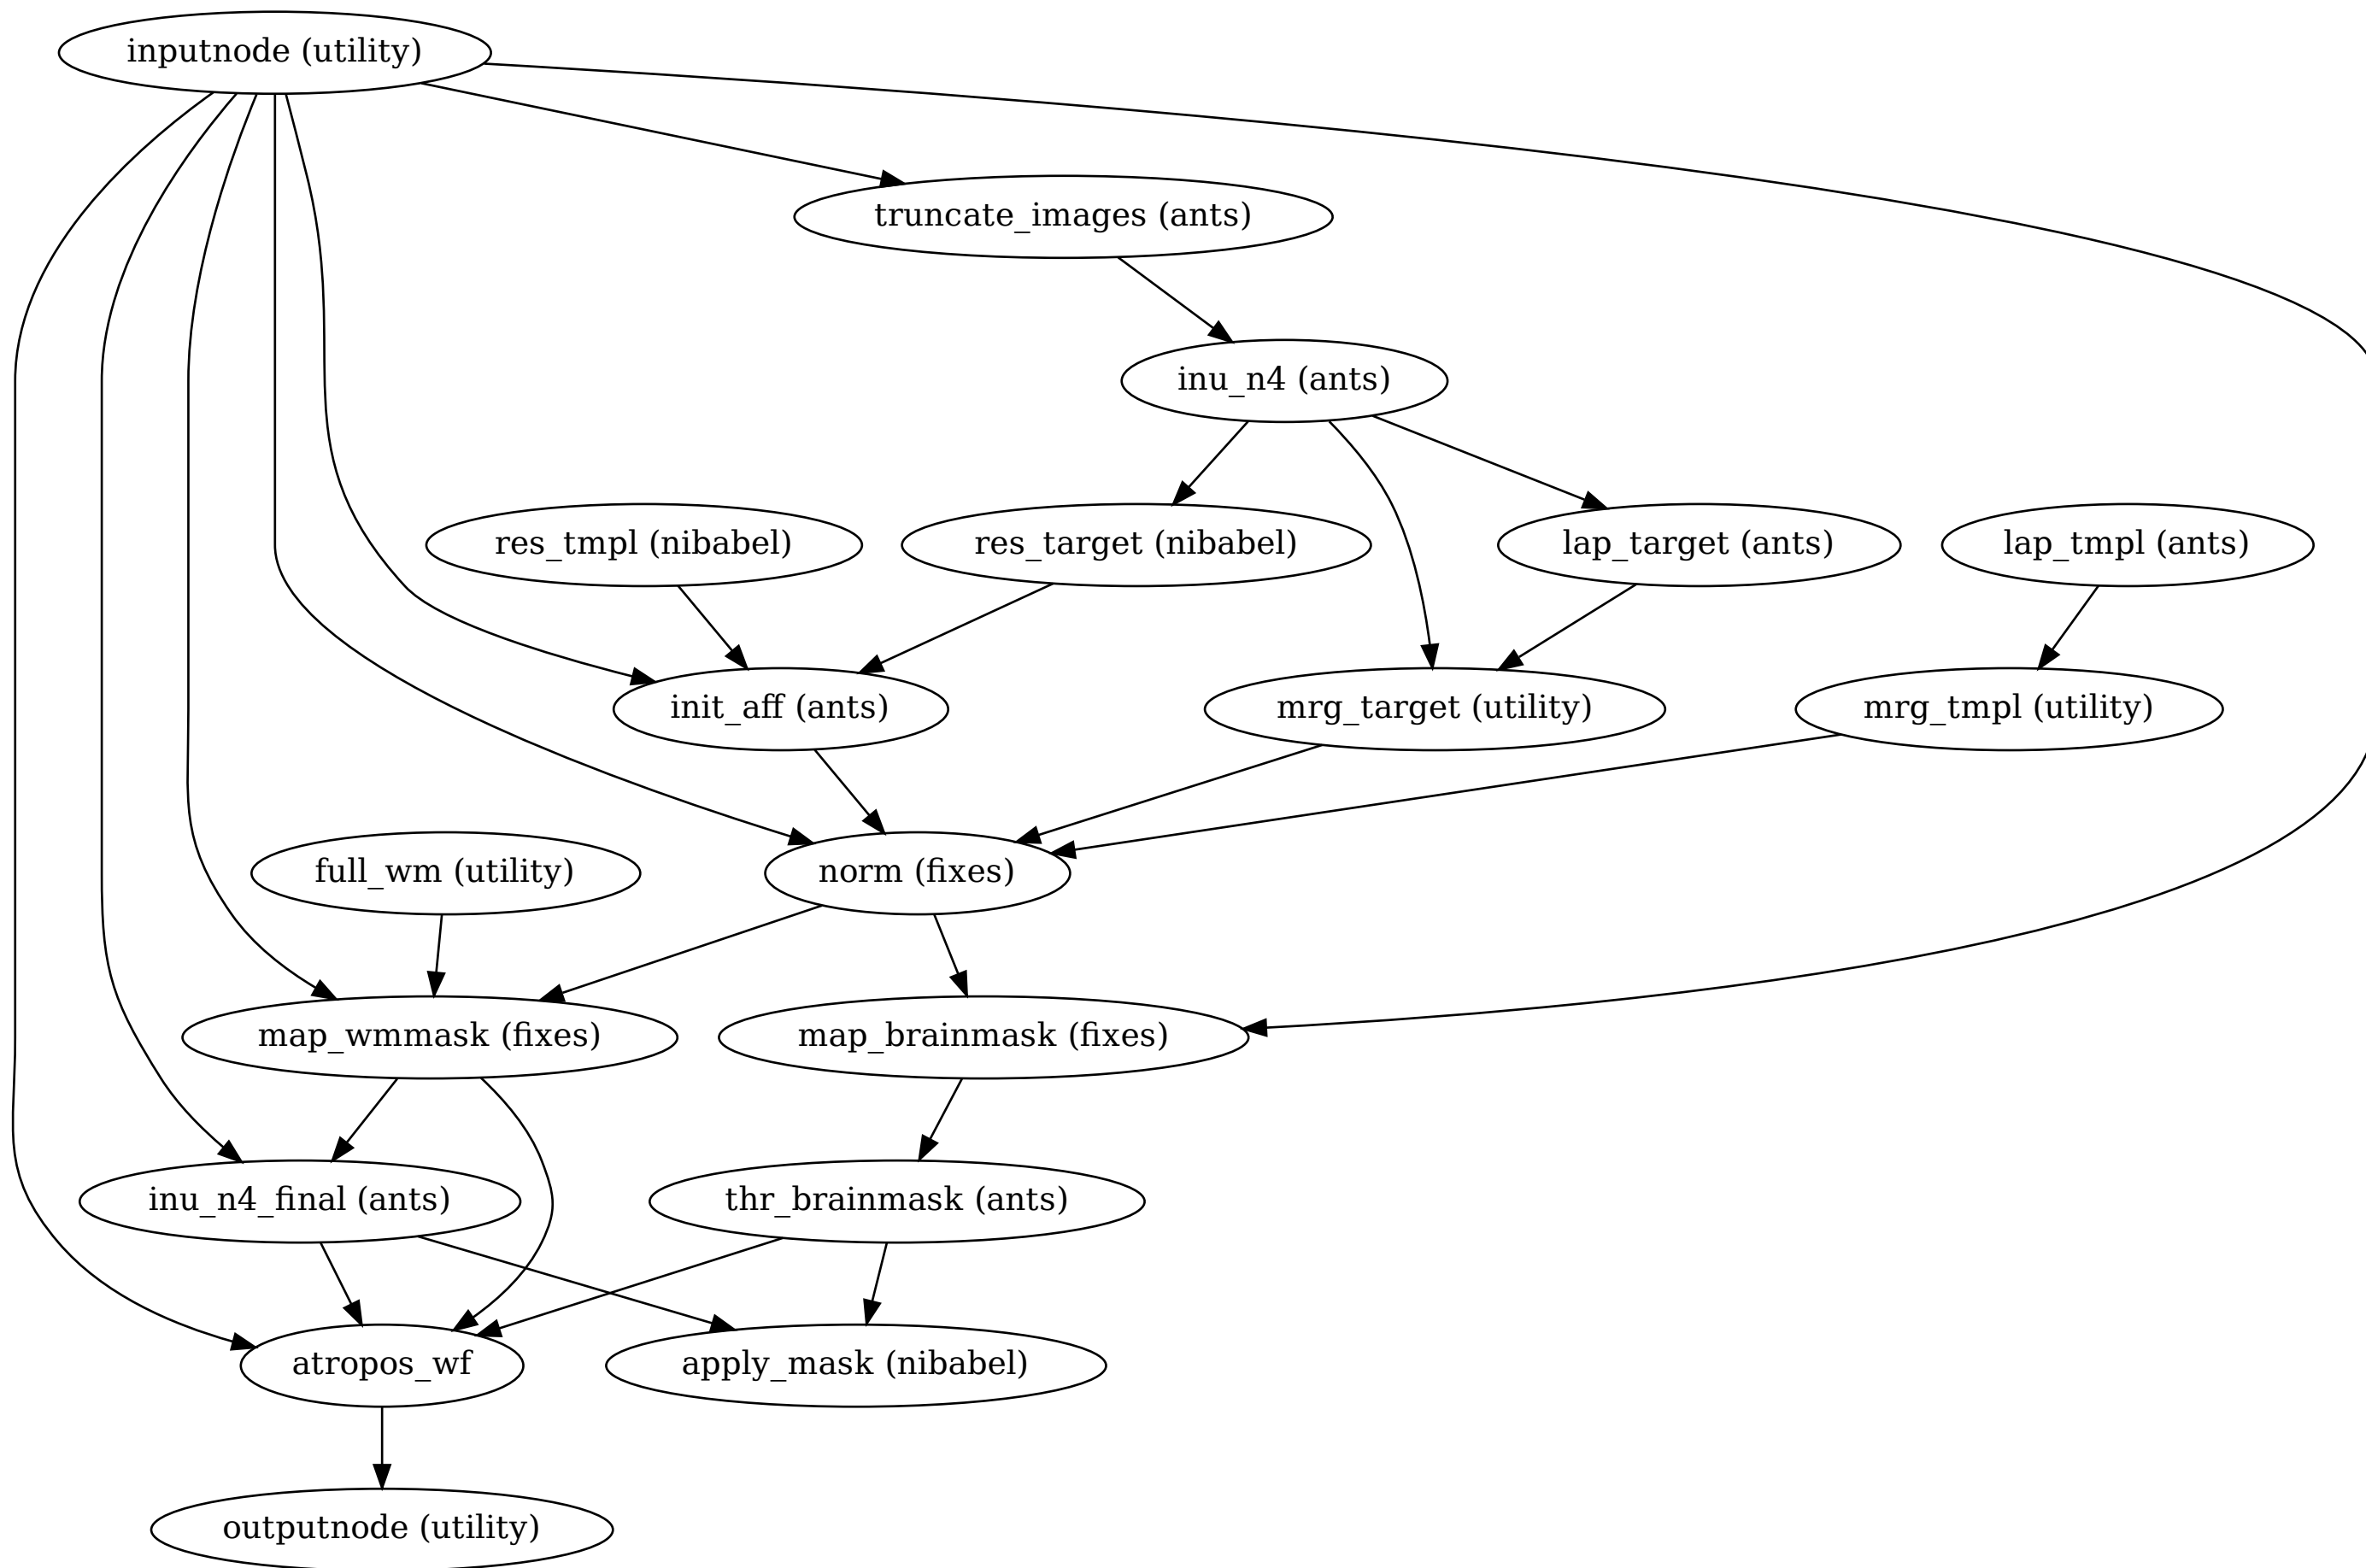 inputnode (utility)
truncate_images (ants)
inu_n4 (ants)
res_tmpl (nibabel)
res_target (nibabel)
lap_target (ants)
lap_tmpl (ants)
init_aff (ants)
mrg_target (utility)
mrg_tmpl (utility)
full_wm (utility)
norm (fixes)
map_wmmask (fixes)
map_brainmask (fixes)
inu_n4_final (ants)
thr_brainmask (ants)
atropos_wf
apply_mask (nibabel)
outputnode (utility)